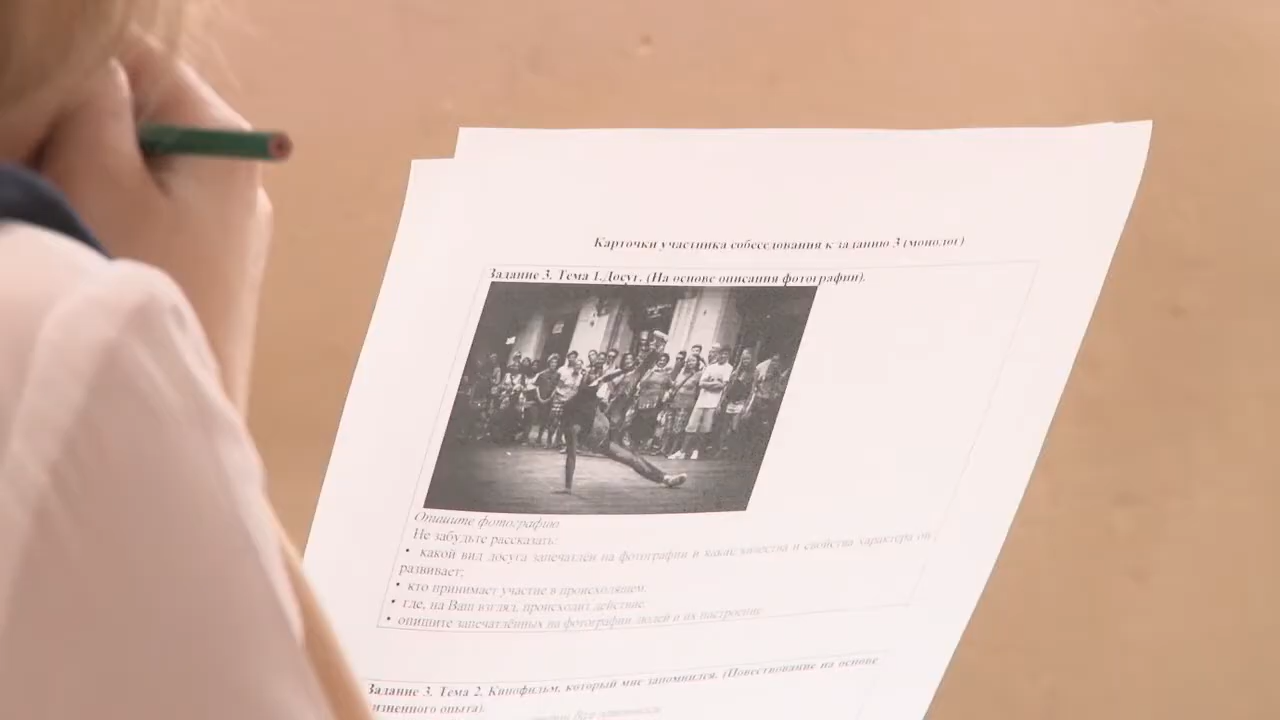 Карточки участника собеседования к заданию 3 (монолог)
Задание 3. Тема 1.Досуг. (На основе описания фотографии).
Опишите фотографию
Не забудьте рассказать:
• какой вид досуга запечатлён на фотографии и какие качества и свойства характера он
развивает;
• кто принимает участие в происходящем.
• где, на Ваш взгляд, происходит действие
• опишите запечатлённых на фотографии людей и их настроение
Задание 3. Тема 2. Кинофильм, который мне запомнился. (Повествование на основе
изненного опыта).